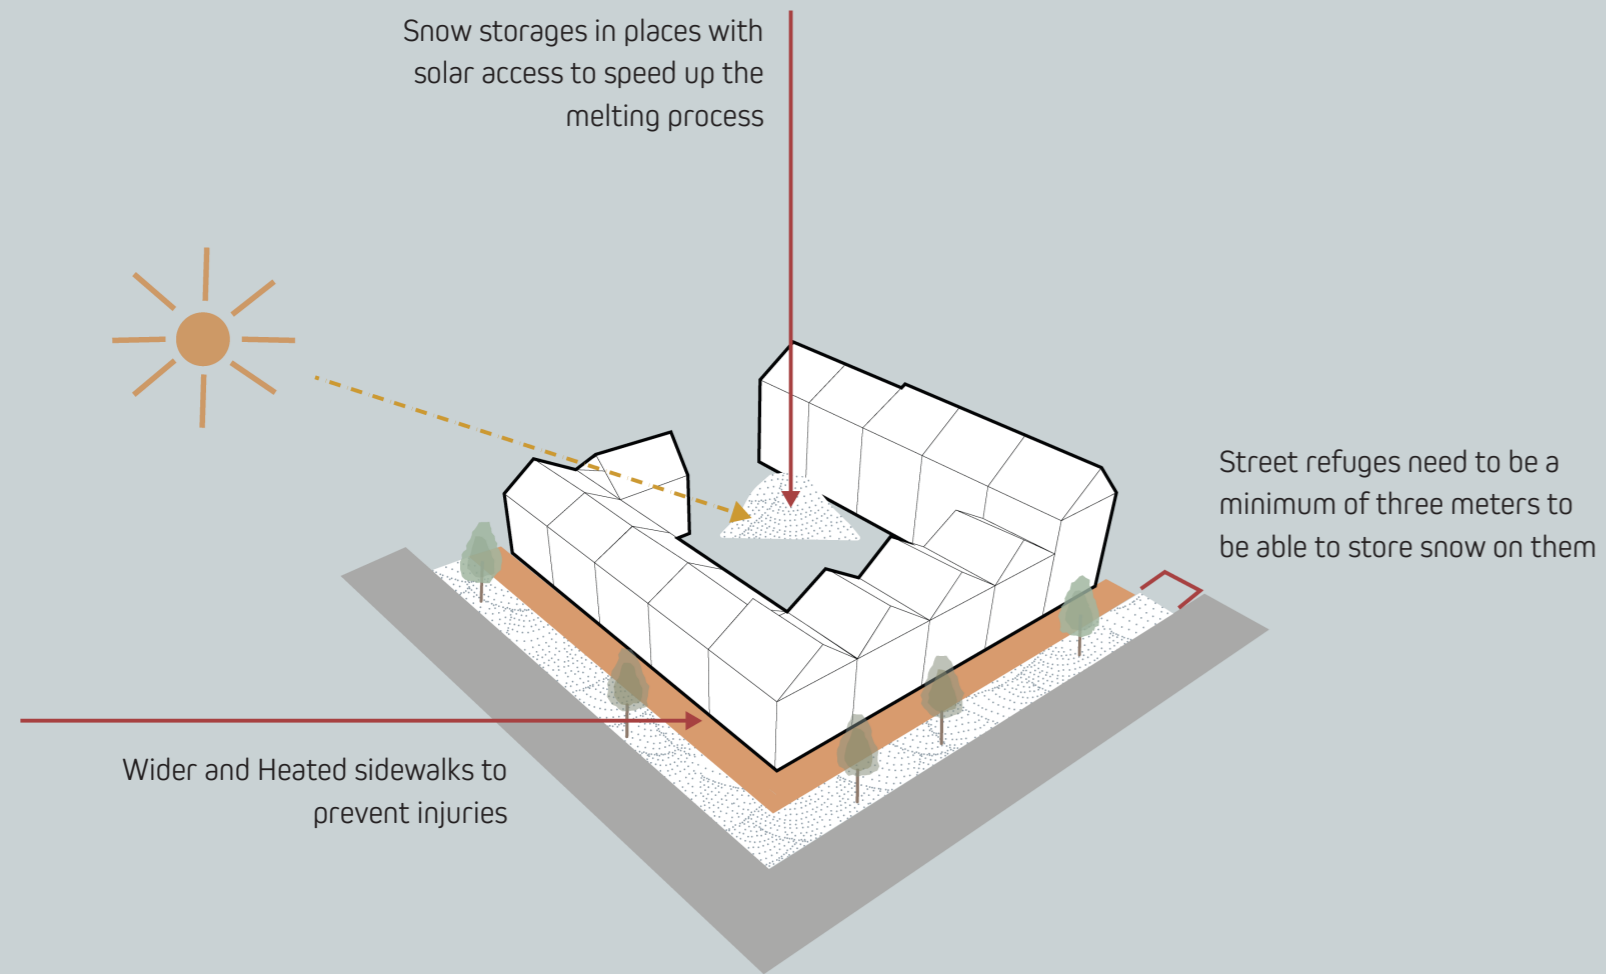 Snow storages in places with
solar access to speed up the
melting process
Street refuges need to be a
minimum of three meters to
be able to store snow on them
Wider and Heated sidewalks to
prevent injuries